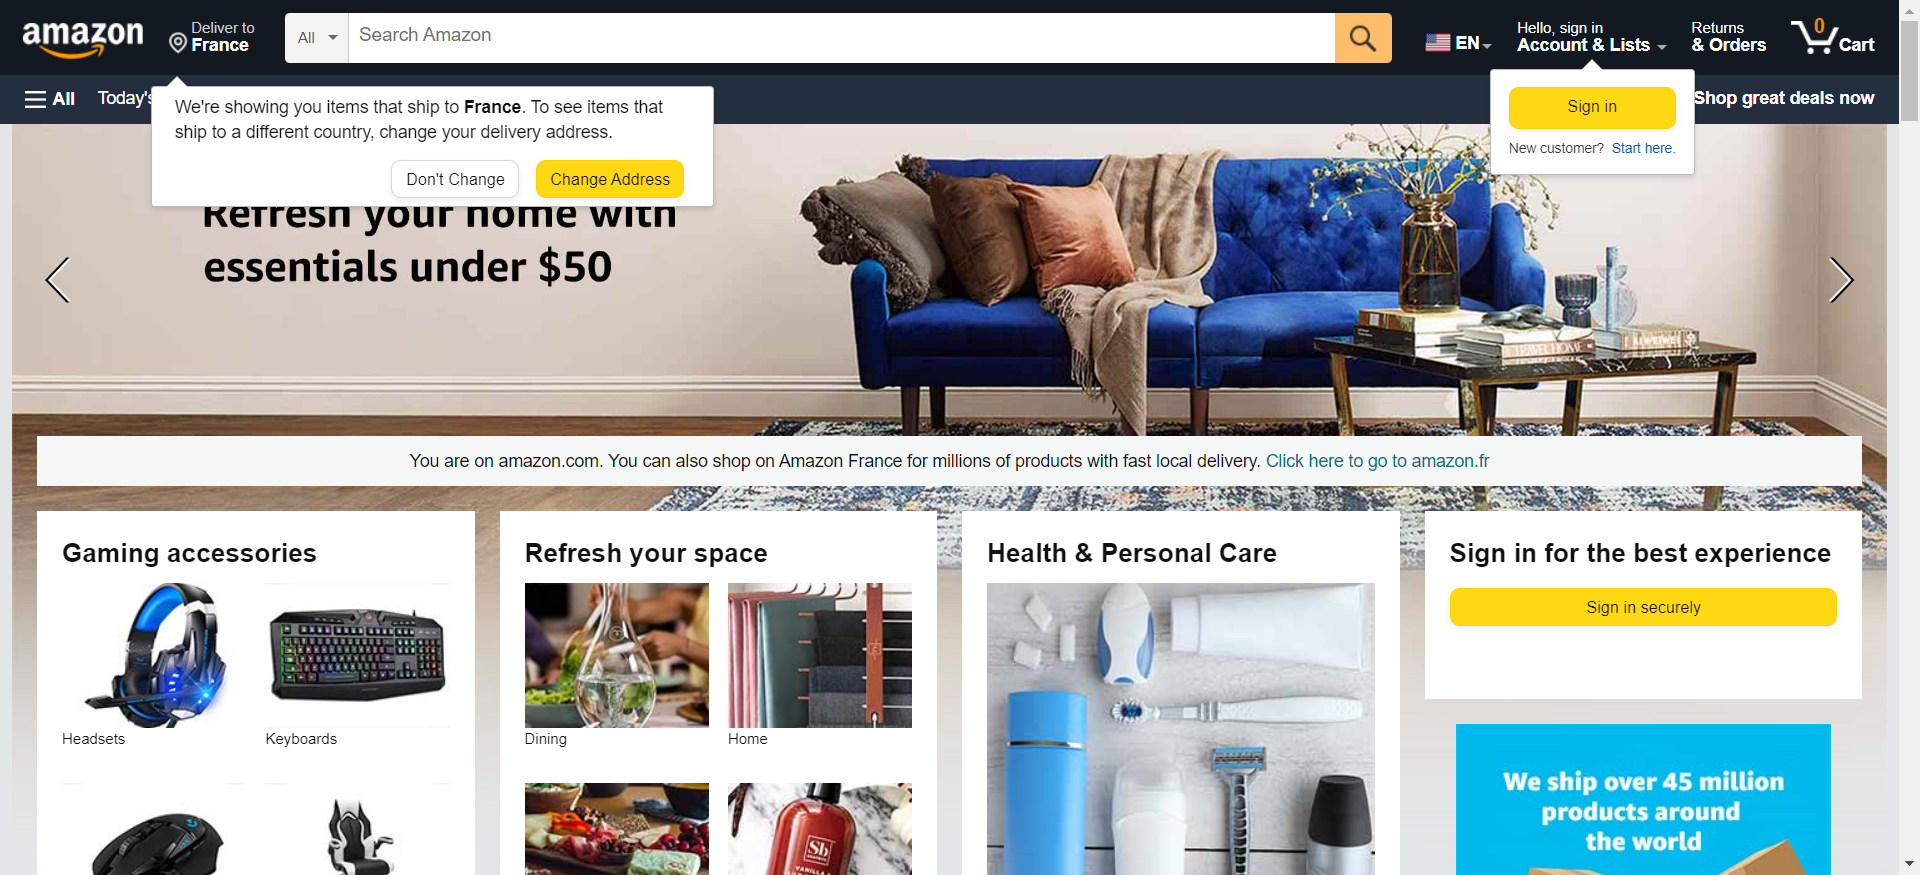 amazon
Deliver to
France
All
Search Amazon
EN
Hello, sign in
Account & Lists
Returns
& Orders
0
Cart
All
Today's
Shop great deals now
We're showing you items that ship to France. To see items that
ship to a different country, change your delivery address.
Don't Change
Change Address
Sign in
New customer? Start here.
Refresh your home with
essentials under $50
TRAVEL HOME
AI WEIWEI
You are on amazon.com. You can also shop on Amazon France for millions of products with fast local delivery. Click here to go to amazon.fr
Gaming accessories
Headsets
Keyboards
Refresh your space
Dining
Home
Sb
VANILLA
Health & Personal Care
Sign in for the best experience
Sign in securely
We ship over 45 million
products around
the world